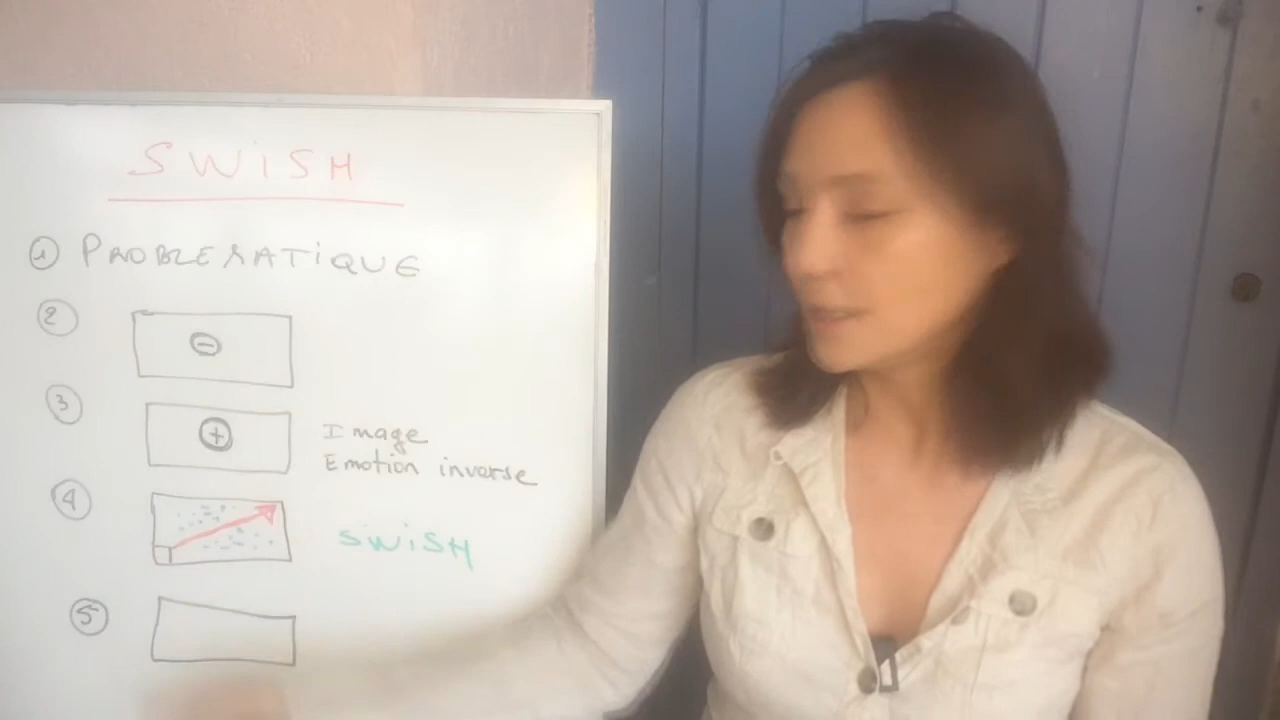 SWiSH
① PROBLEMATIQUE
②
⊖
③
⊕
Image
Emotion inverse
④
SWiSH
⑤